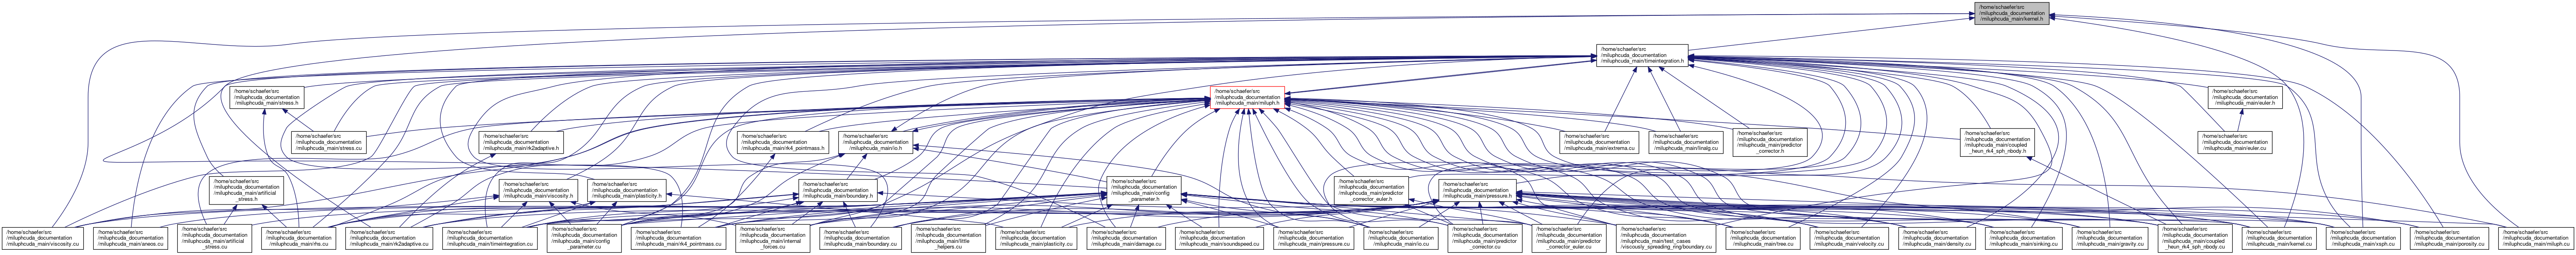 /home/schaefer/src
/miluphcuda_documentation
/miluphcuda_main/kernel.h
/home/schaefer/src
/miluphcuda_documentation
/miluphcuda_main/timeintegration.h
/home/schaefer/src
/miluphcuda_documentation
/miluphcuda_main/stress.h
/home/schaefer/src
/miluphcuda_documentation
/miluphcuda_main/miluph.h
/home/schaefer/src
/miluphcuda_documentation
/miluphcuda_main/euler.h
/home/schaefer/src
/miluphcuda_documentation
/miluphcuda_main/stress.cu
/home/schaefer/src
/miluphcuda_documentation
/miluphcuda_main/rk2adaptive.h
/home/schaefer/src
/miluphcuda_documentation
/miluphcuda_main/rk4_pointmass.h
/home/schaefer/src
/miluphcuda_documentation
/miluphcuda_main/io.h
/home/schaefer/src
/miluphcuda_documentation
/miluphcuda_main/extrema.cu
/home/schaefer/src
/miluphcuda_documentation
/miluphcuda_main/linalg.cu
/home/schaefer/src
/miluphcuda_documentation
/miluphcuda_main/predictor
_corrector.h
/home/schaefer/src
/miluphcuda_documentation
/miluphcuda_main/coupled
_heun_rk4_sph_nbody.h
/home/schaefer/src
/miluphcuda_documentation
/miluphcuda_main/euler.cu
/home/schaefer/src
/miluphcuda_documentation
/miluphcuda_main/artificial
_stress.h
/home/schaefer/src
/miluphcuda_documentation
/miluphcuda_main/viscosity.h
/home/schaefer/src
/miluphcuda_documentation
/miluphcuda_main/plasticity.h
/home/schaefer/src
/miluphcuda_documentation
/miluphcuda_main/boundary.h
/home/schaefer/src
/miluphcuda_documentation
/miluphcuda_main/config
_parameter.h
/home/schaefer/src
/miluphcuda_documentation
/miluphcuda_main/predictor
_corrector_euler.h
/home/schaefer/src
/miluphcuda_documentation
/miluphcuda_main/pressure.h
/home/schaefer/src
/miluphcuda_documentation
/miluphcuda_main/viscosity.cu
/home/schaefer/src
/miluphcuda_documentation
/miluphcuda_main/aneos.cu
/home/schaefer/src
/miluphcuda_documentation
/miluphcuda_main/artificial
_stress.cu
/home/schaefer/src
/miluphcuda_documentation
/miluphcuda_main/rhs.cu
/home/schaefer/src
/miluphcuda_documentation
/miluphcuda_main/rk2adaptive.cu
/home/schaefer/src
/miluphcuda_documentation
/miluphcuda_main/timeintegration.cu
/home/schaefer/src
/miluphcuda_documentation
/miluphcuda_main/config
_parameter.cu
/home/schaefer/src
/miluphcuda_documentation
/miluphcuda_main/rk4_pointmass.cu
/home/schaefer/src
/miluphcuda_documentation
/miluphcuda_main/internal
_forces.cu
/home/schaefer/src
/miluphcuda_documentation
/miluphcuda_main/boundary.cu
/home/schaefer/src
/miluphcuda_documentation
/miluphcuda_main/little
_helpers.cu
/home/schaefer/src
/miluphcuda_documentation
/miluphcuda_main/plasticity.cu
/home/schaefer/src
/miluphcuda_documentation
/miluphcuda_main/damage.cu
/home/schaefer/src
/miluphcuda_documentation
/miluphcuda_main/soundspeed.cu
/home/schaefer/src
/miluphcuda_documentation
/miluphcuda_main/pressure.cu
/home/schaefer/src
/miluphcuda_documentation
/miluphcuda_main/io.cu
/home/schaefer/src
/miluphcuda_documentation
/miluphcuda_main/predictor
_corrector.cu
/home/schaefer/src
/miluphcuda_documentation
/miluphcuda_main/predictor
_corrector_euler.cu
/home/schaefer/src
/miluphcuda_documentation
/miluphcuda_main/test_cases
/viscously_spreading_ring/boundary.cu
/home/schaefer/src
/miluphcuda_documentation
/miluphcuda_main/tree.cu
/home/schaefer/src
/miluphcuda_documentation
/miluphcuda_main/velocity.cu
/home/schaefer/src
/miluphcuda_documentation
/miluphcuda_main/density.cu
/home/schaefer/src
/miluphcuda_documentation
/miluphcuda_main/sinking.cu
/home/schaefer/src
/miluphcuda_documentation
/miluphcuda_main/gravity.cu
/home/schaefer/src
/miluphcuda_documentation
/miluphcuda_main/coupled
_heun_rk4_sph_nbody.cu
/home/schaefer/src
/miluphcuda_documentation
/miluphcuda_main/kernel.cu
/home/schaefer/src
/miluphcuda_documentation
/miluphcuda_main/xsph.cu
/home/schaefer/src
/miluphcuda_documentation
/miluphcuda_main/porosity.cu
/home/schaefer/src
/miluphcuda_documentation
/miluphcuda_main/miluph.cu